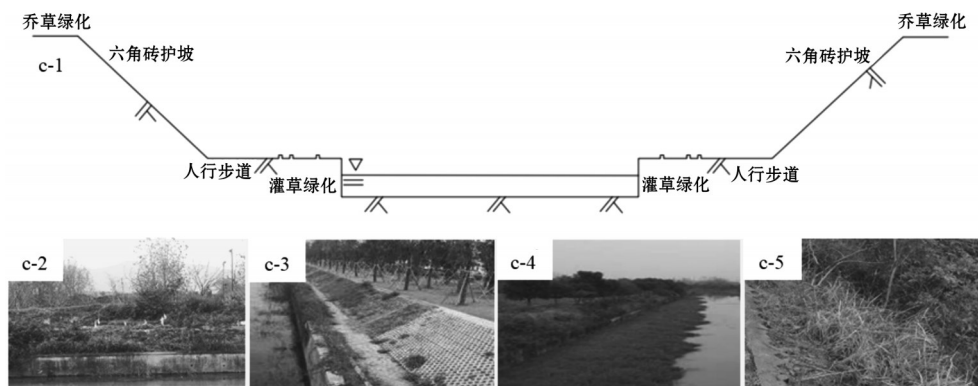 乔草绿化
乔草绿化
六角砖护坡
六角砖护坡
c-1
人行步道
灌草绿化
灌草绿化
人行步道
c-2
c-3
c-4
c-5